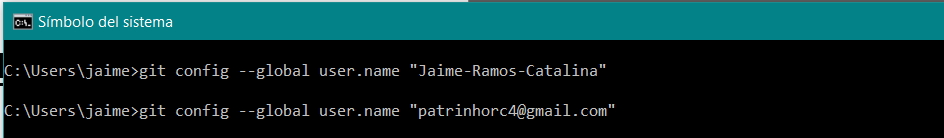 Símbolo del sistema
C:\Users\jaime>git config --global user.name "Jaime-Ramos-Catalina"
C:\Users\jaime>git config --global user.name "patrinhorc4@gmail.com"